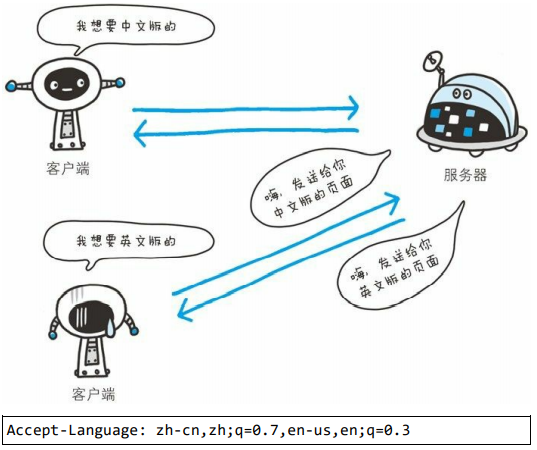 我想要中文版的
客户端
服务器
嗨，发送给你
中文版的页面
我想要英文版的
嗨，发送给你
英文版的页面
客户端
Accept-Language: zh-cn,zh;q=0.7,en-us,en;q=0.3